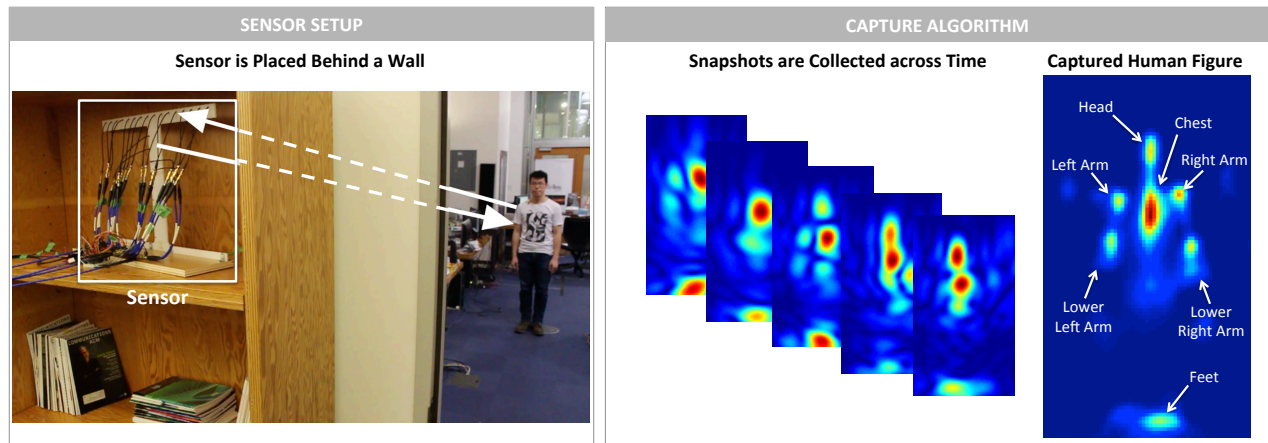 SENSOR SETUP
Sensor is Placed Behind a Wall
Sensor
COMMUNICATIONS
CAPTURE ALGORITHM
Snapshots are Collected across Time
Captured Human Figure
Head
Chest
Left Arm
Right Arm
Lower
Left Arm
Lower
Right Arm
Feet